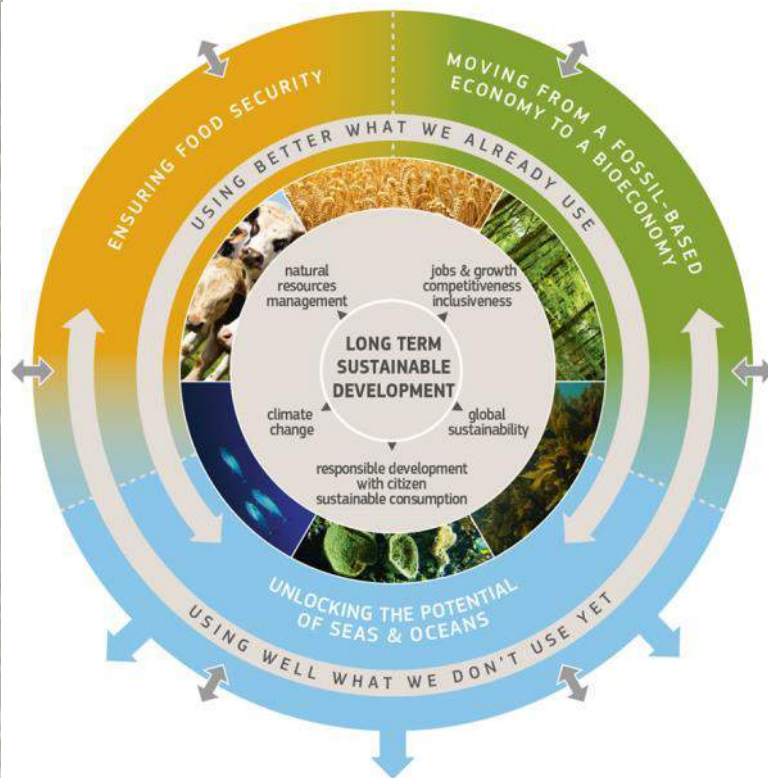 ENSURING FOOD SECURITY
MOVING FROM A FOSSIL-BASED
ECONOMY TO A BIOECONOMY
USING BETTER WHAT WE ALREADY USE
natural
resources
management
jobs & growth
competitiveness
inclusiveness
LONG TERM
SUSTAINABLE
DEVELOPMENT
climate
change
global
sustainability
responsible development
with citizen
sustainable consumption
UNLOCKING THE POTENTIAL
OF SEAS & OCEANS
USING WELL WHAT WE DON'T USE YET